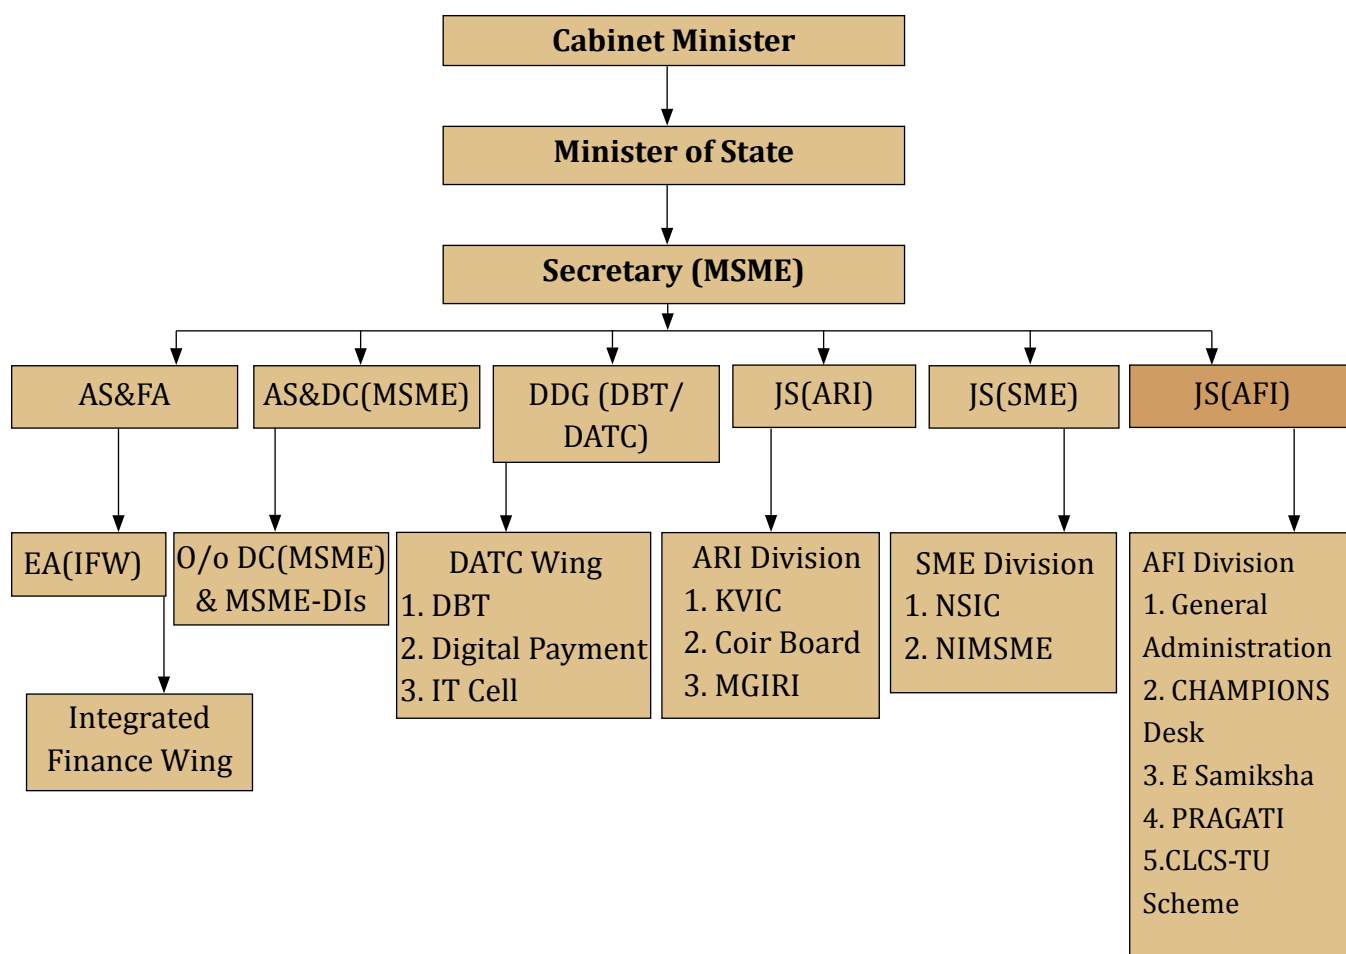 Cabinet Minister
Minister of State
Secretary (MSME)
AS&FA
AS&DC(MSME)
DDG (DBT/
DATC)
JS(ARI)
JS(SME)
JS(AFI)
EA(IFW)
O/o DC(MSME)
& MSME-DIs
DATC Wing
1. DBT
2. Digital Payment
3. IT Cell
ARI Division
1. KVIC
2. Coir Board
3. MGIRI
SME Division
1. NSIC
2. NIMSME
AFI Division
1. General
Administration
2. CHAMPIONS
Desk
3. E Samiksha
4. PRAGATI
5.CLCS-TU
Scheme
Integrated
Finance Wing